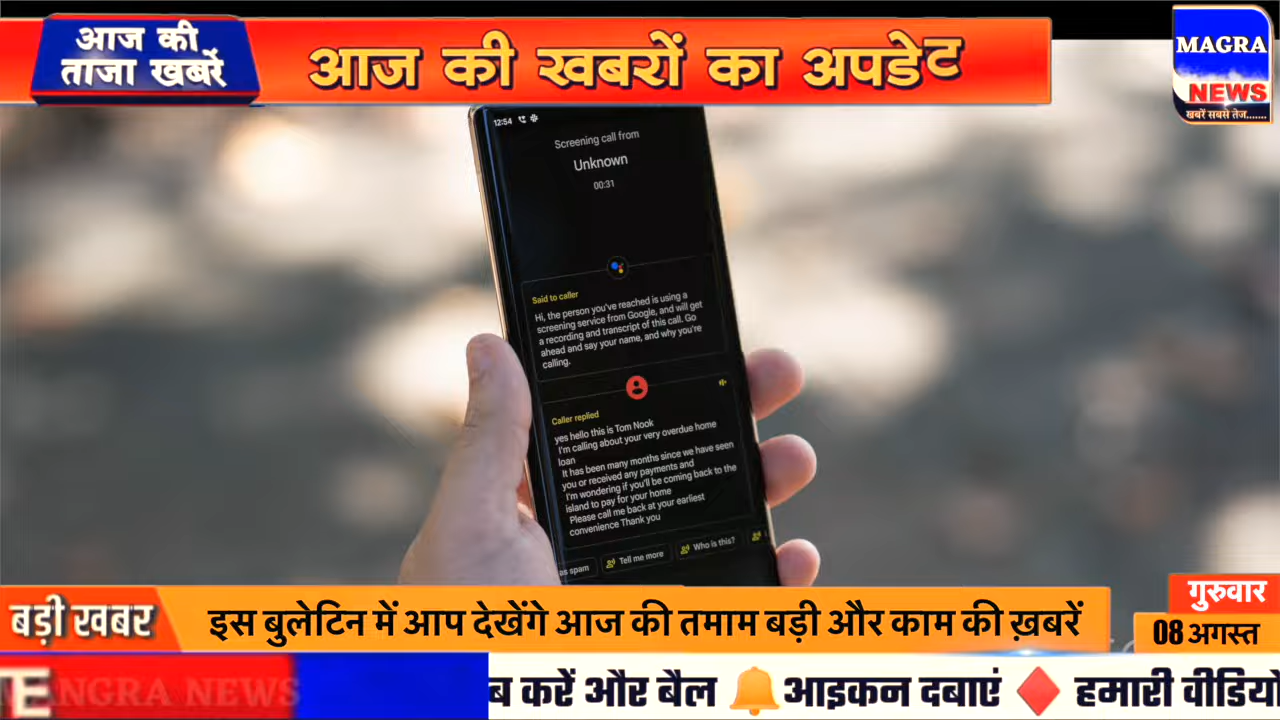 आज की
ताजा खबरें
आज की खबरों का अपडेट
MAGRA
NEWS
खबरें सबसे तेज.......
12:54
Screening call from
Unknown
00:31
Said to caller
Hi, the person you've reached is using a
screening service from Google, and will get
a recording and transcript of this call. Go
ahead and say your name, and why you're
calling.
Caller replied
yes hello this is Tom Nook
I'm calling about your very overdue home
loan
It has been many months since we have seen
you or received any payments and
I'm wondering if you'll be coming back to the
island to pay for your home
Please call me back at your earliest
convenience Thank you
as spam
Tell me more
Who is this?
बड़ी खबर
इस बुलेटिन में आप देखेंगे आज की तमाम बड़ी और काम की ख़बरें
गुरुवार
08 अगस्त
MANGRA NEWS
ब करें और बैल 🔔 आइकन दबाएं ♦ हमारी वीडियो